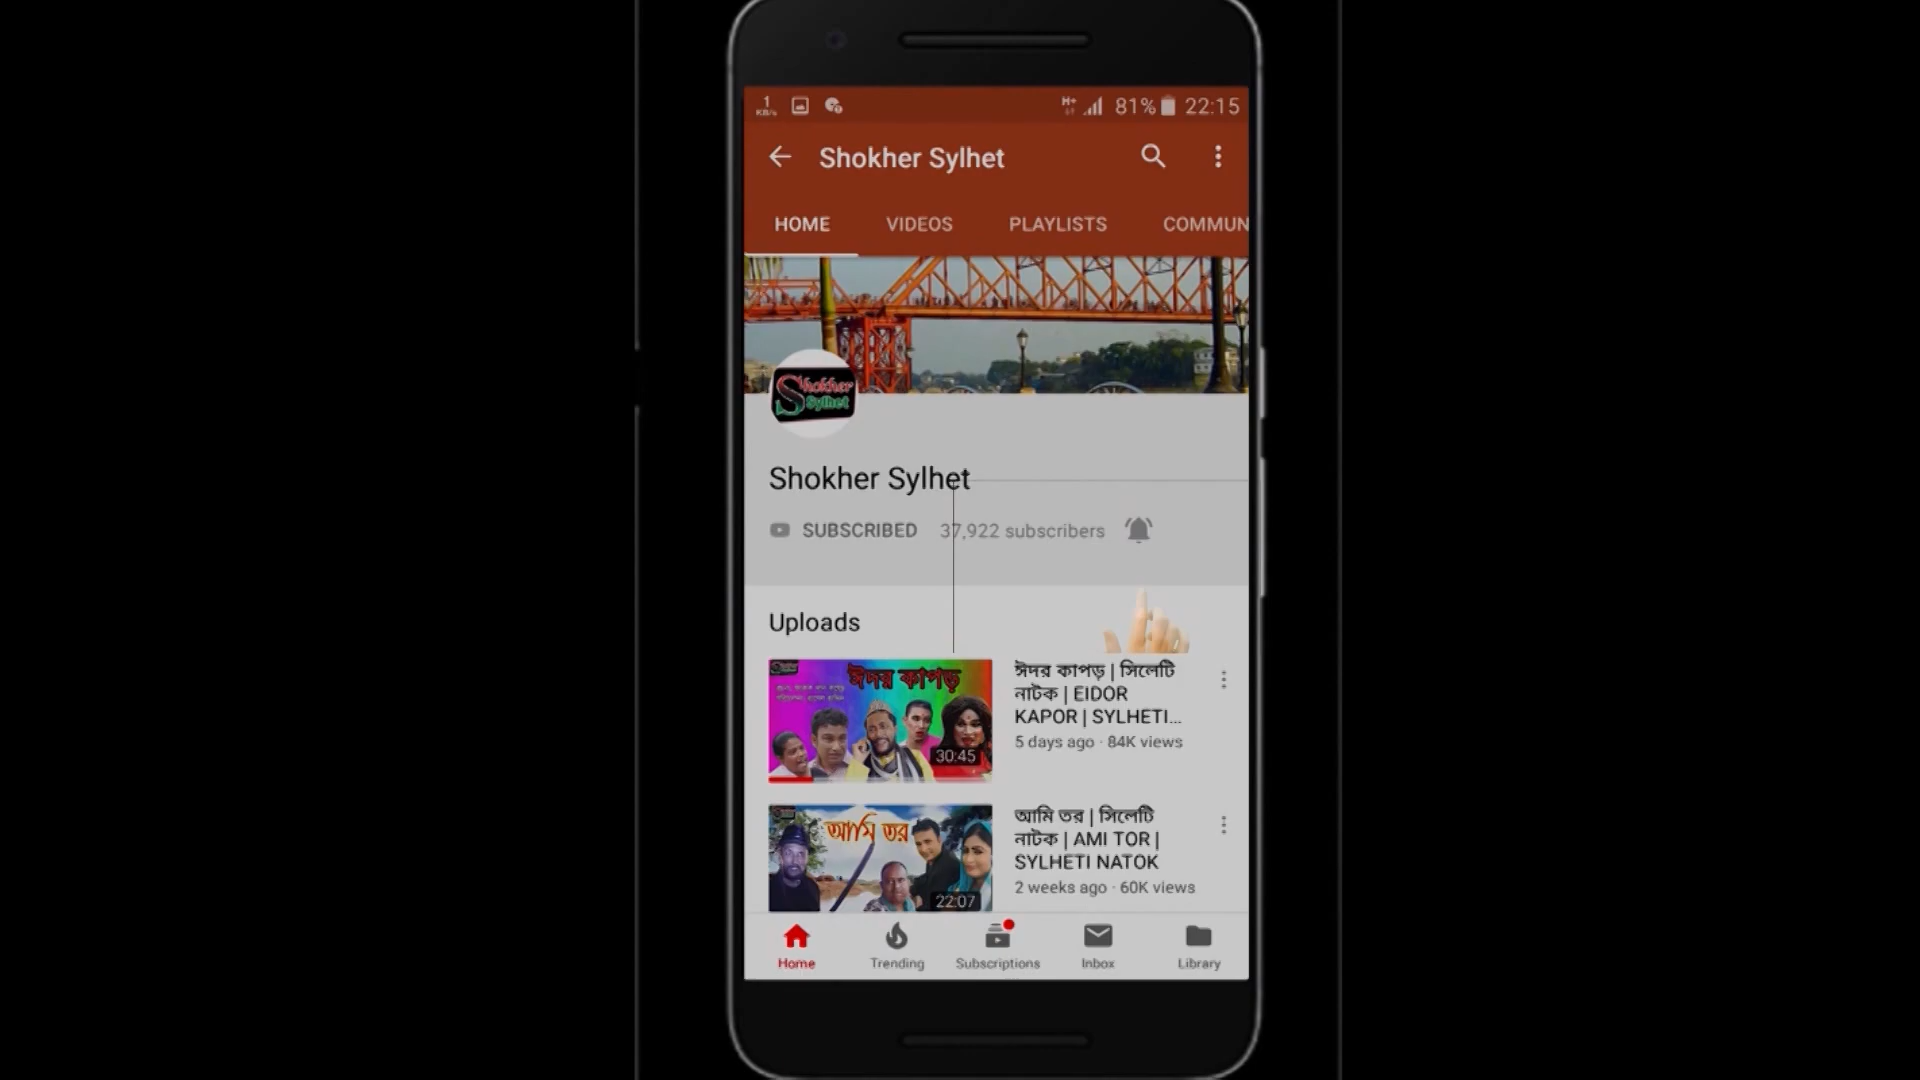 1
KB/s
H+
81%
22:15
Shokher Sylhet
HOME
VIDEOS
PLAYLISTS
COMMUN
Shokher
Sylhet
Shokher Sylhet
SUBSCRIBED
37,922 subscribers
Uploads
ঈদর কাপড়
30:45
ঈদর কাপড় | সিলেটি
নাটক | EIDOR
KAPOR | SYLHETI...
5 days ago · 84K views
আমি তর
22:07
আমি তর | সিলেটি
নাটক | AMI TOR |
SYLHETI NATOK
2 weeks ago · 60K views
Home
Trending
Subscriptions
Inbox
Library